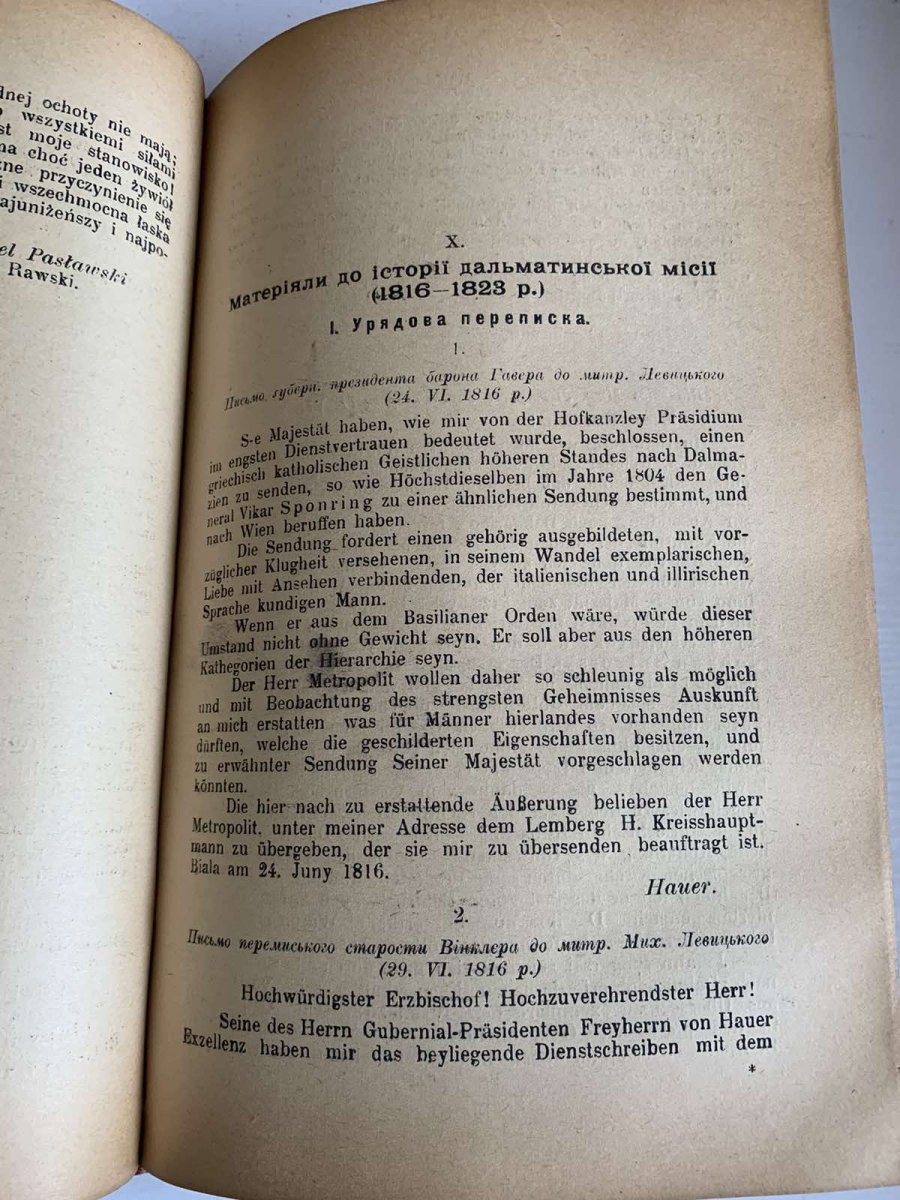 dnej ochoty nie mają;
wszystkiemi siłami
st moje stanowisko!
na choć jeden żywiół
zne przyczynienie się
i wszechmocna łaska
ajuniżeńszy i najpo-
el Pasławski
Rawski.
X.
Матеріяли до історії дальматинської місії
(1816—1823 р.)
I. Урядова переписка.
1.
Письмо губерн. президента барона Гавера до митр. Левицького
(24. VI. 1816 р.)
S-e Majestät haben, wie mir von der Hofkanzley Präsidium
im engsten Dienstvertrauen bedeutet wurde, beschlossen, einen
griechisch katholischen Geistlichen höheren Standes nach Dalma-
zien zu senden, so wie Höchstdieselben im Jahre 1804 den Ge-
neral Vikar Sponring zu einer ähnlichen Sendung bestimmt, und
nach Wien beruffen haben.
Die Sendung fordert einen gehörig ausgebildeten, mit vor-
züglicher Klugheit versehenen, in seinem Wandel exemplarischen,
Liebe mit Ansehen verbindenden, der italienischen und illirischen
Sprache kundigen Mann.
Wenn er aus dem Basilianer Orden wäre, würde dieser
Umstand nicht ohne Gewicht seyn. Er soll aber aus den höheren
Kathegorien der Hierarchie seyn.
Der Herr Metropolit wollen daher so schleunig als möglich
und mit Beobachtung des strengsten Geheimnisses Auskunft
an mich erstatten was für Männer hierlandes vorhanden seyn
dürften, welche die geschilderten Eigenschaften besitzen, und
zu erwähnter Sendung Seiner Majestät vorgeschlagen werden
könnten.
Die hier nach zu erstattende Äußerung belieben der Herr
Metropolit. unter meiner Adresse dem Lemberg H. Kreisshaupt-
mann zu übergeben, der sie mir zu übersenden beauftragt ist.
Biala am 24. Juny 1816.
Hauer.
2.
Письмо перемиського старости Вінклєра до митр. Мих. Левицького
(29. VI. 1816 р.)
Hochwürdigster Erzbischof! Hochzuverehrendster Herr!
Seine des Herrn Gubernial-Präsidenten Freyherrn von Hauer
Exzellenz haben mir das beyliegende Dienstschreiben mit dem
*